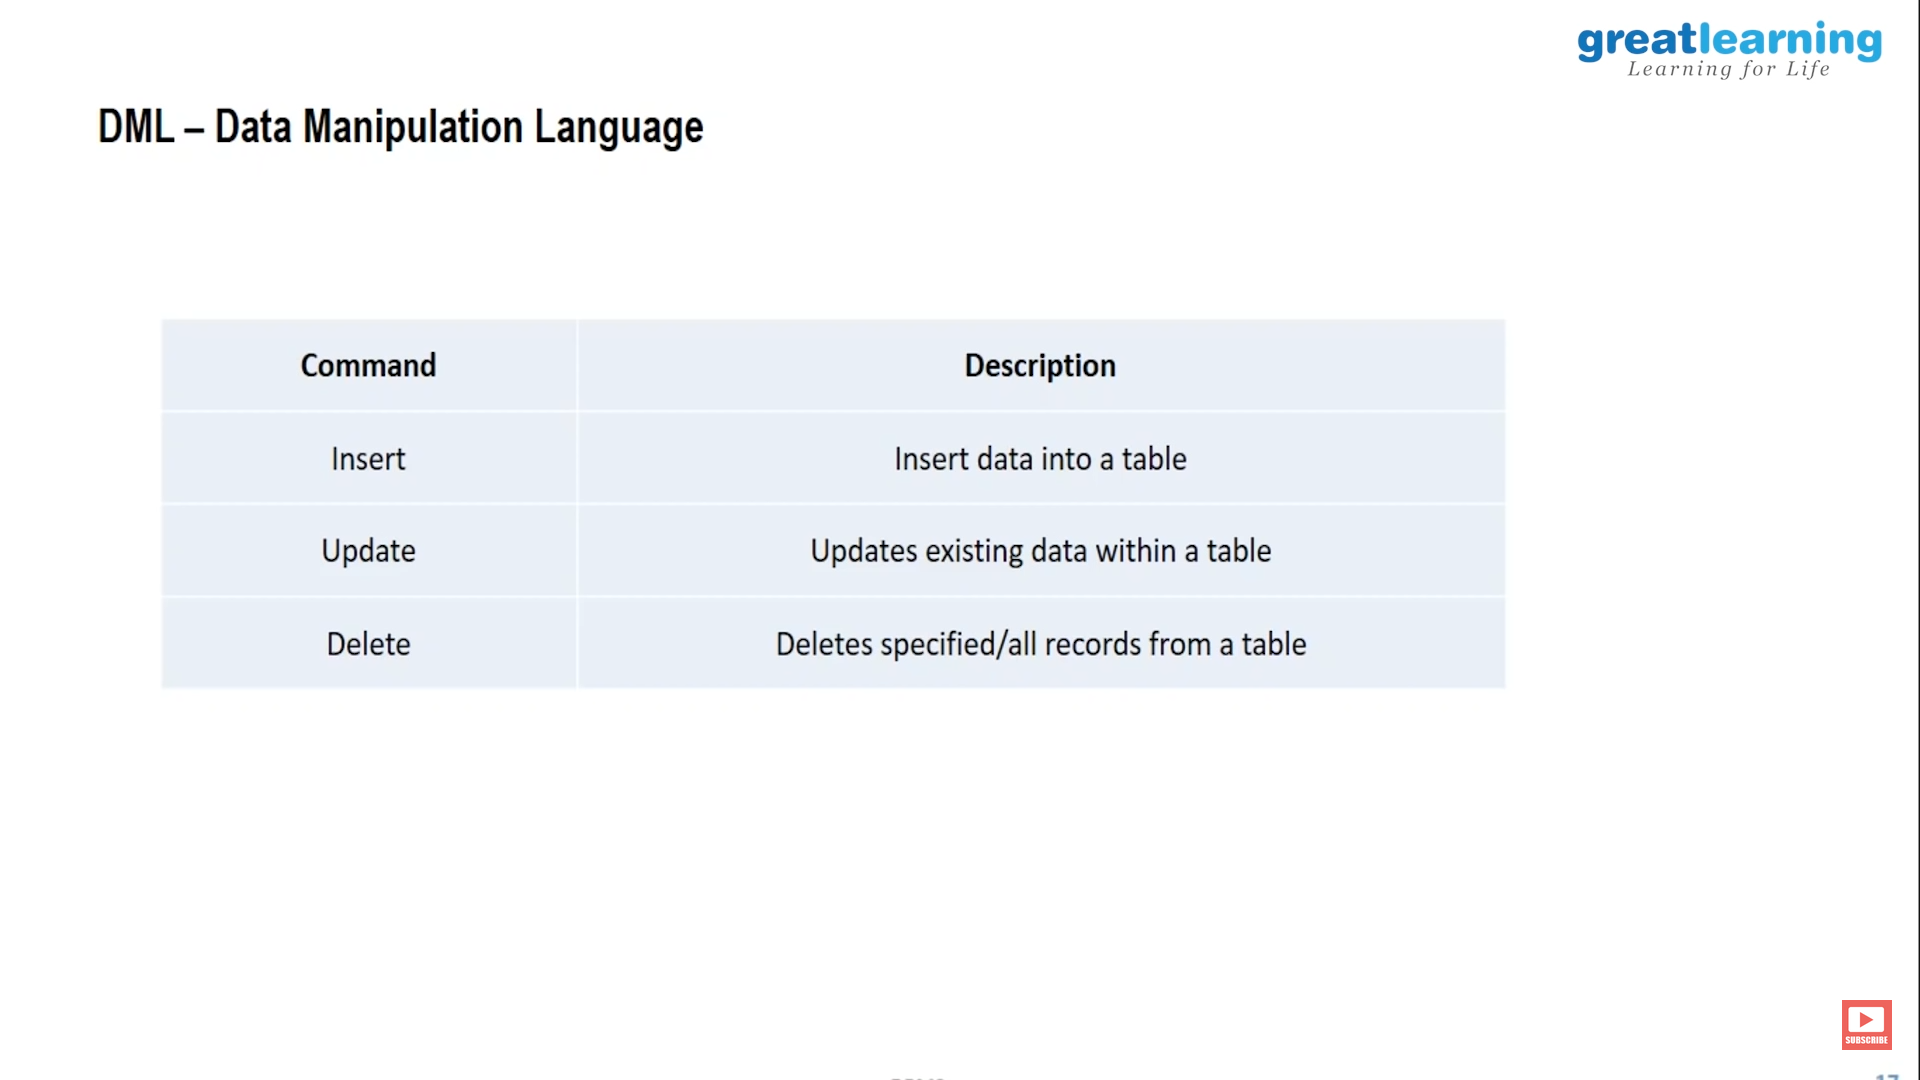 greatlearning
Learning for Life
DML – Data Manipulation Language
Command Description
Insert Insert data into a table
Update Updates existing data within a table
Delete Deletes specified/all records from a table
SUBSCRIBE